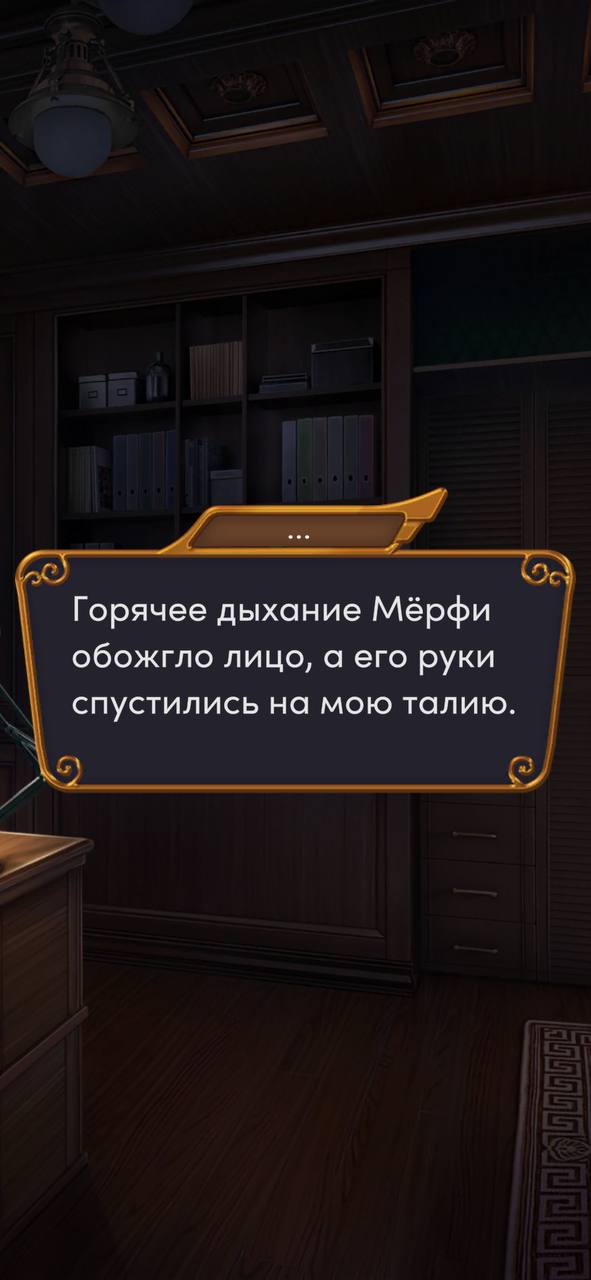 ...
Горячее дыхание Мёрфи
обожгло лицо, а его руки
спустились на мою талию.